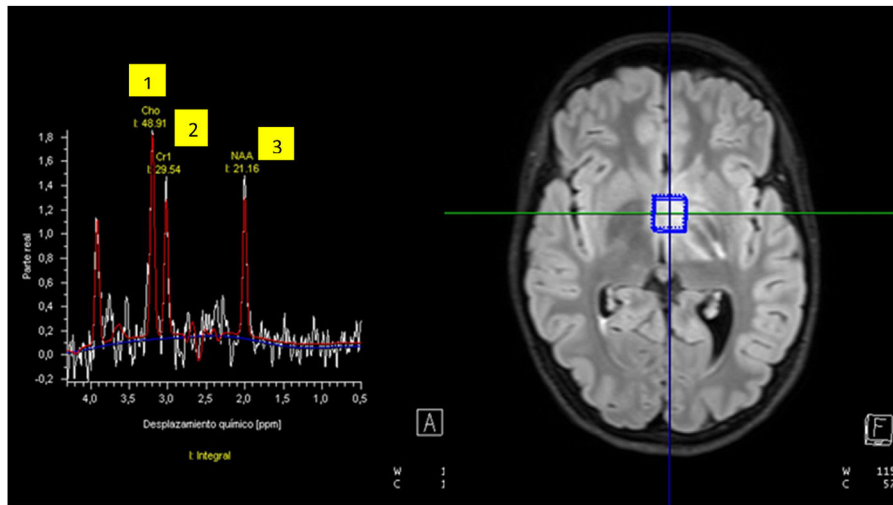 1
Cho
I: 48.91
2
Cr1
I: 29.54
3
NAA
I: 21.16
Parte real
1,8
1,6
1,4
1,2
1,0
0,8
0,6
0,4
0,2
0,0
-0,2
4,0 3,5 3,0 2,5 2,0 1,5 1,0 0,5
Desplazamiento químico [ppm]
I: Integral
A
W 1
C 1
F
W 115
C 57